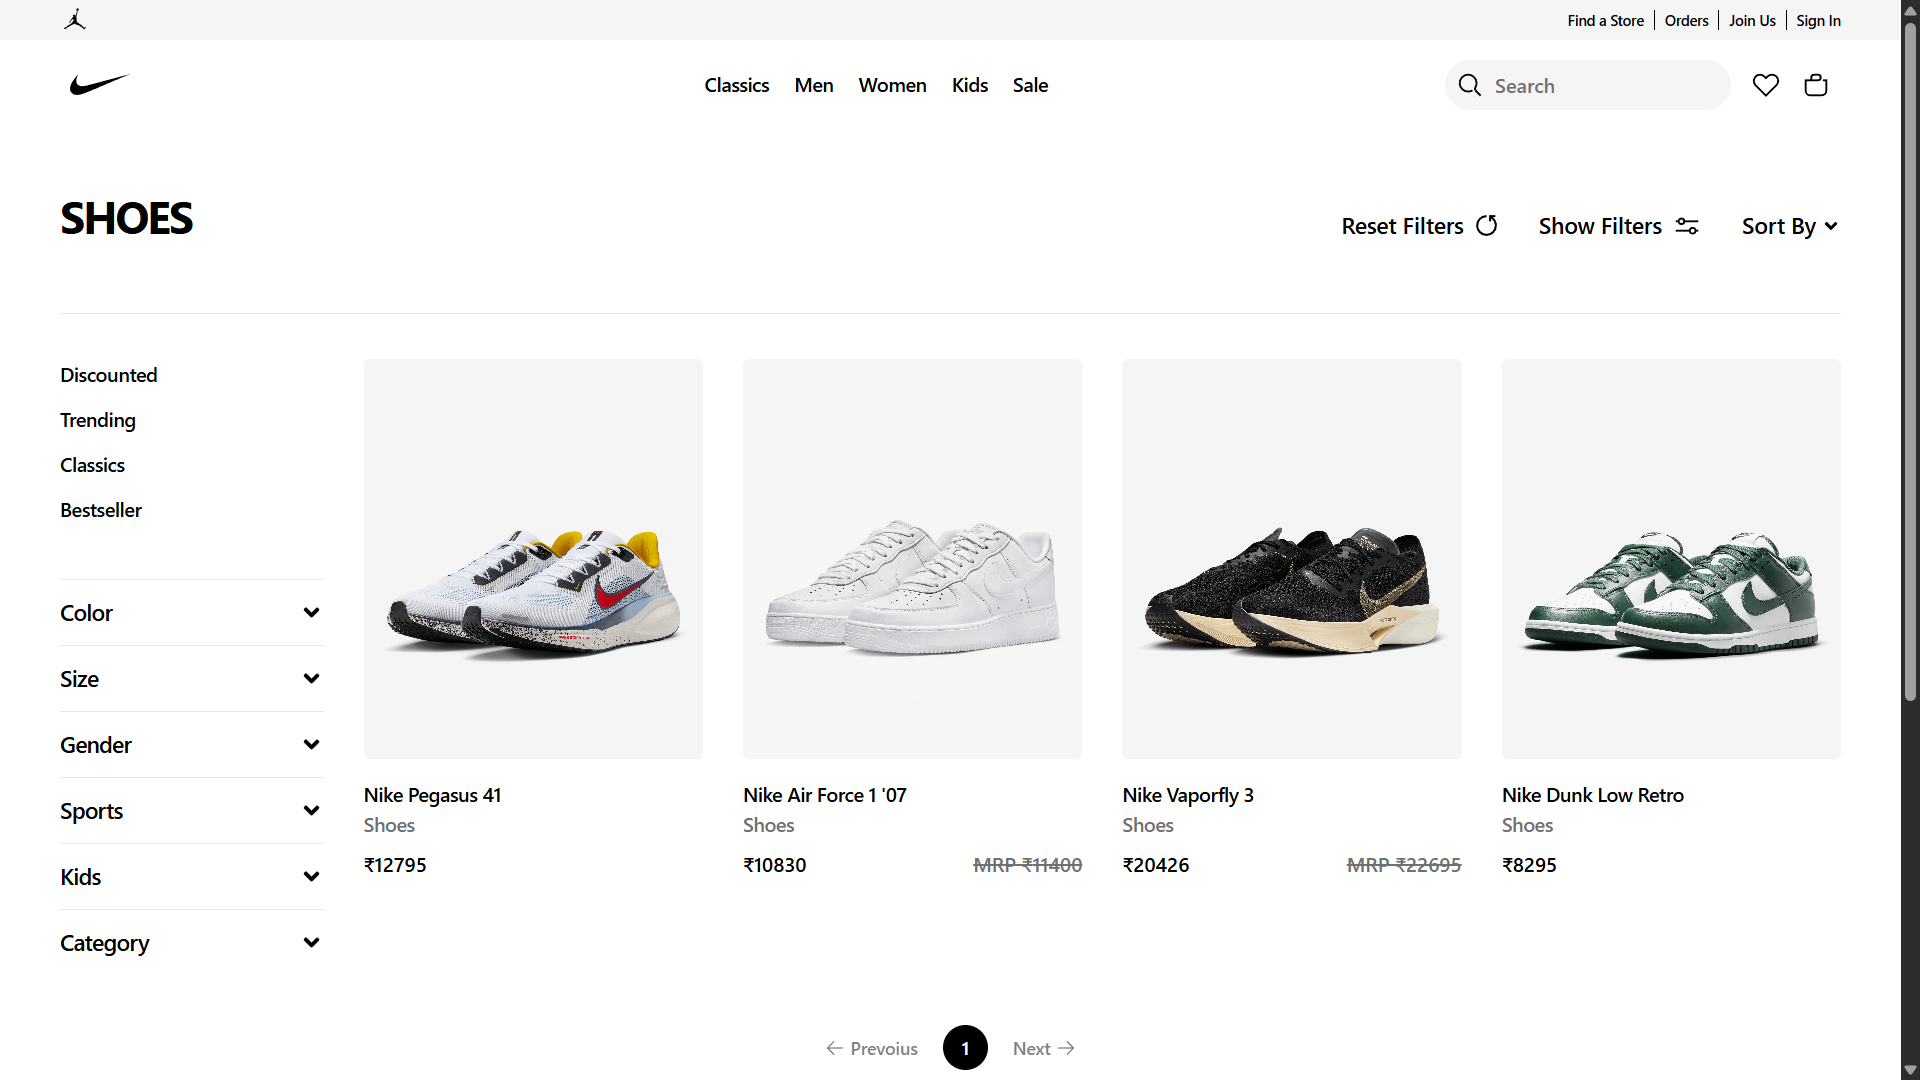 Find a Store
Orders
Join Us
Sign In
Classics
Men
Women
Kids
Sale
Search
SHOES
Reset Filters
Show Filters
Sort By
Discounted
Trending
Classics
Bestseller
Color
Size
Gender
Sports
Kids
Category
Nike Pegasus 41
Shoes
₹12795
Nike Air Force 1 '07
Shoes
₹10830 MRP ₹11400
Nike Vaporfly 3
Shoes
₹20426 MRP ₹22695
Nike Dunk Low Retro
Shoes
₹8295
← Prevoius 1 Next →